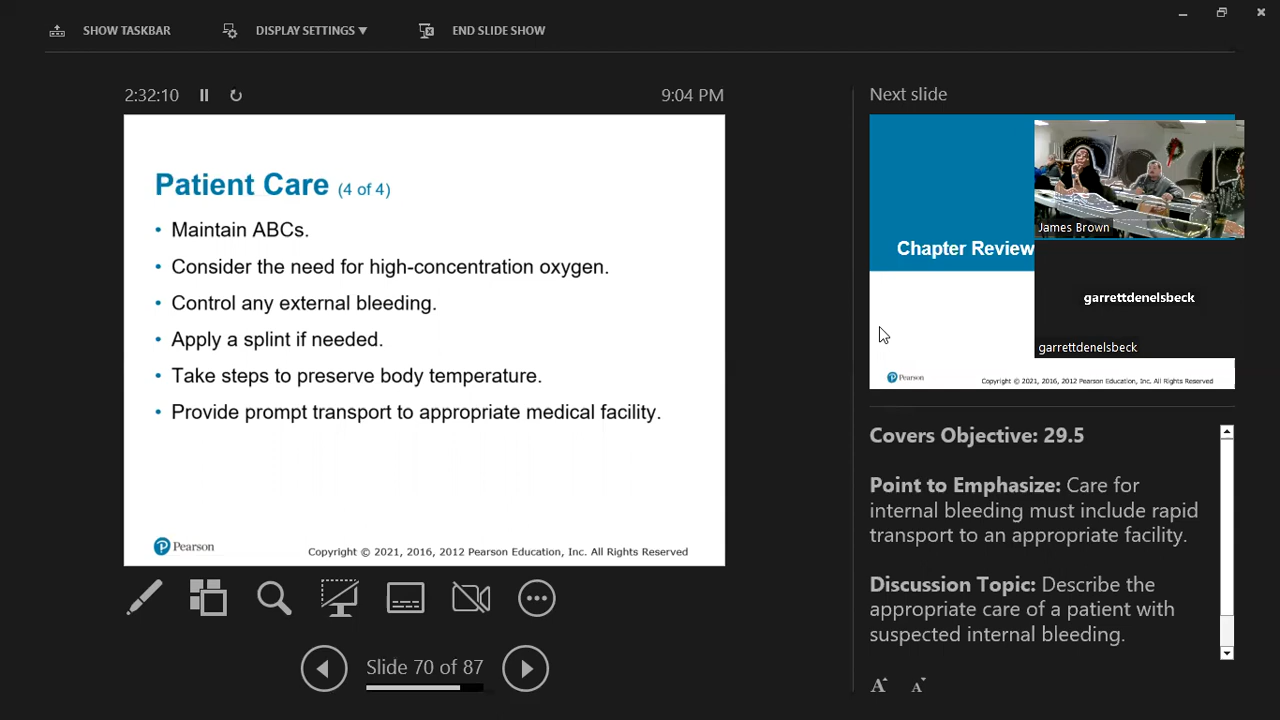 SHOW TASKBAR
DISPLAY SETTINGS ▼
END SLIDE SHOW
2:32:10
9:04 PM
Patient Care (4 of 4)
• Maintain ABCs.
• Consider the need for high-concentration oxygen.
• Control any external bleeding.
• Apply a splint if needed.
• Take steps to preserve body temperature.
• Provide prompt transport to appropriate medical facility.
Pearson
Copyright © 2021, 2016, 2012 Pearson Education, Inc. All Rights Reserved
Slide 70 of 87
Next slide
Chapter Review
James Brown
garrettdenelsbeck
garrettdenelsbeck
Pearson
Copyright © 2021, 2016, 2012 Pearson Education, Inc. All Rights Reserved
Covers Objective: 29.5
Point to Emphasize: Care for
internal bleeding must include rapid
transport to an appropriate facility.
Discussion Topic: Describe the
appropriate care of a patient with
suspected internal bleeding.
A A